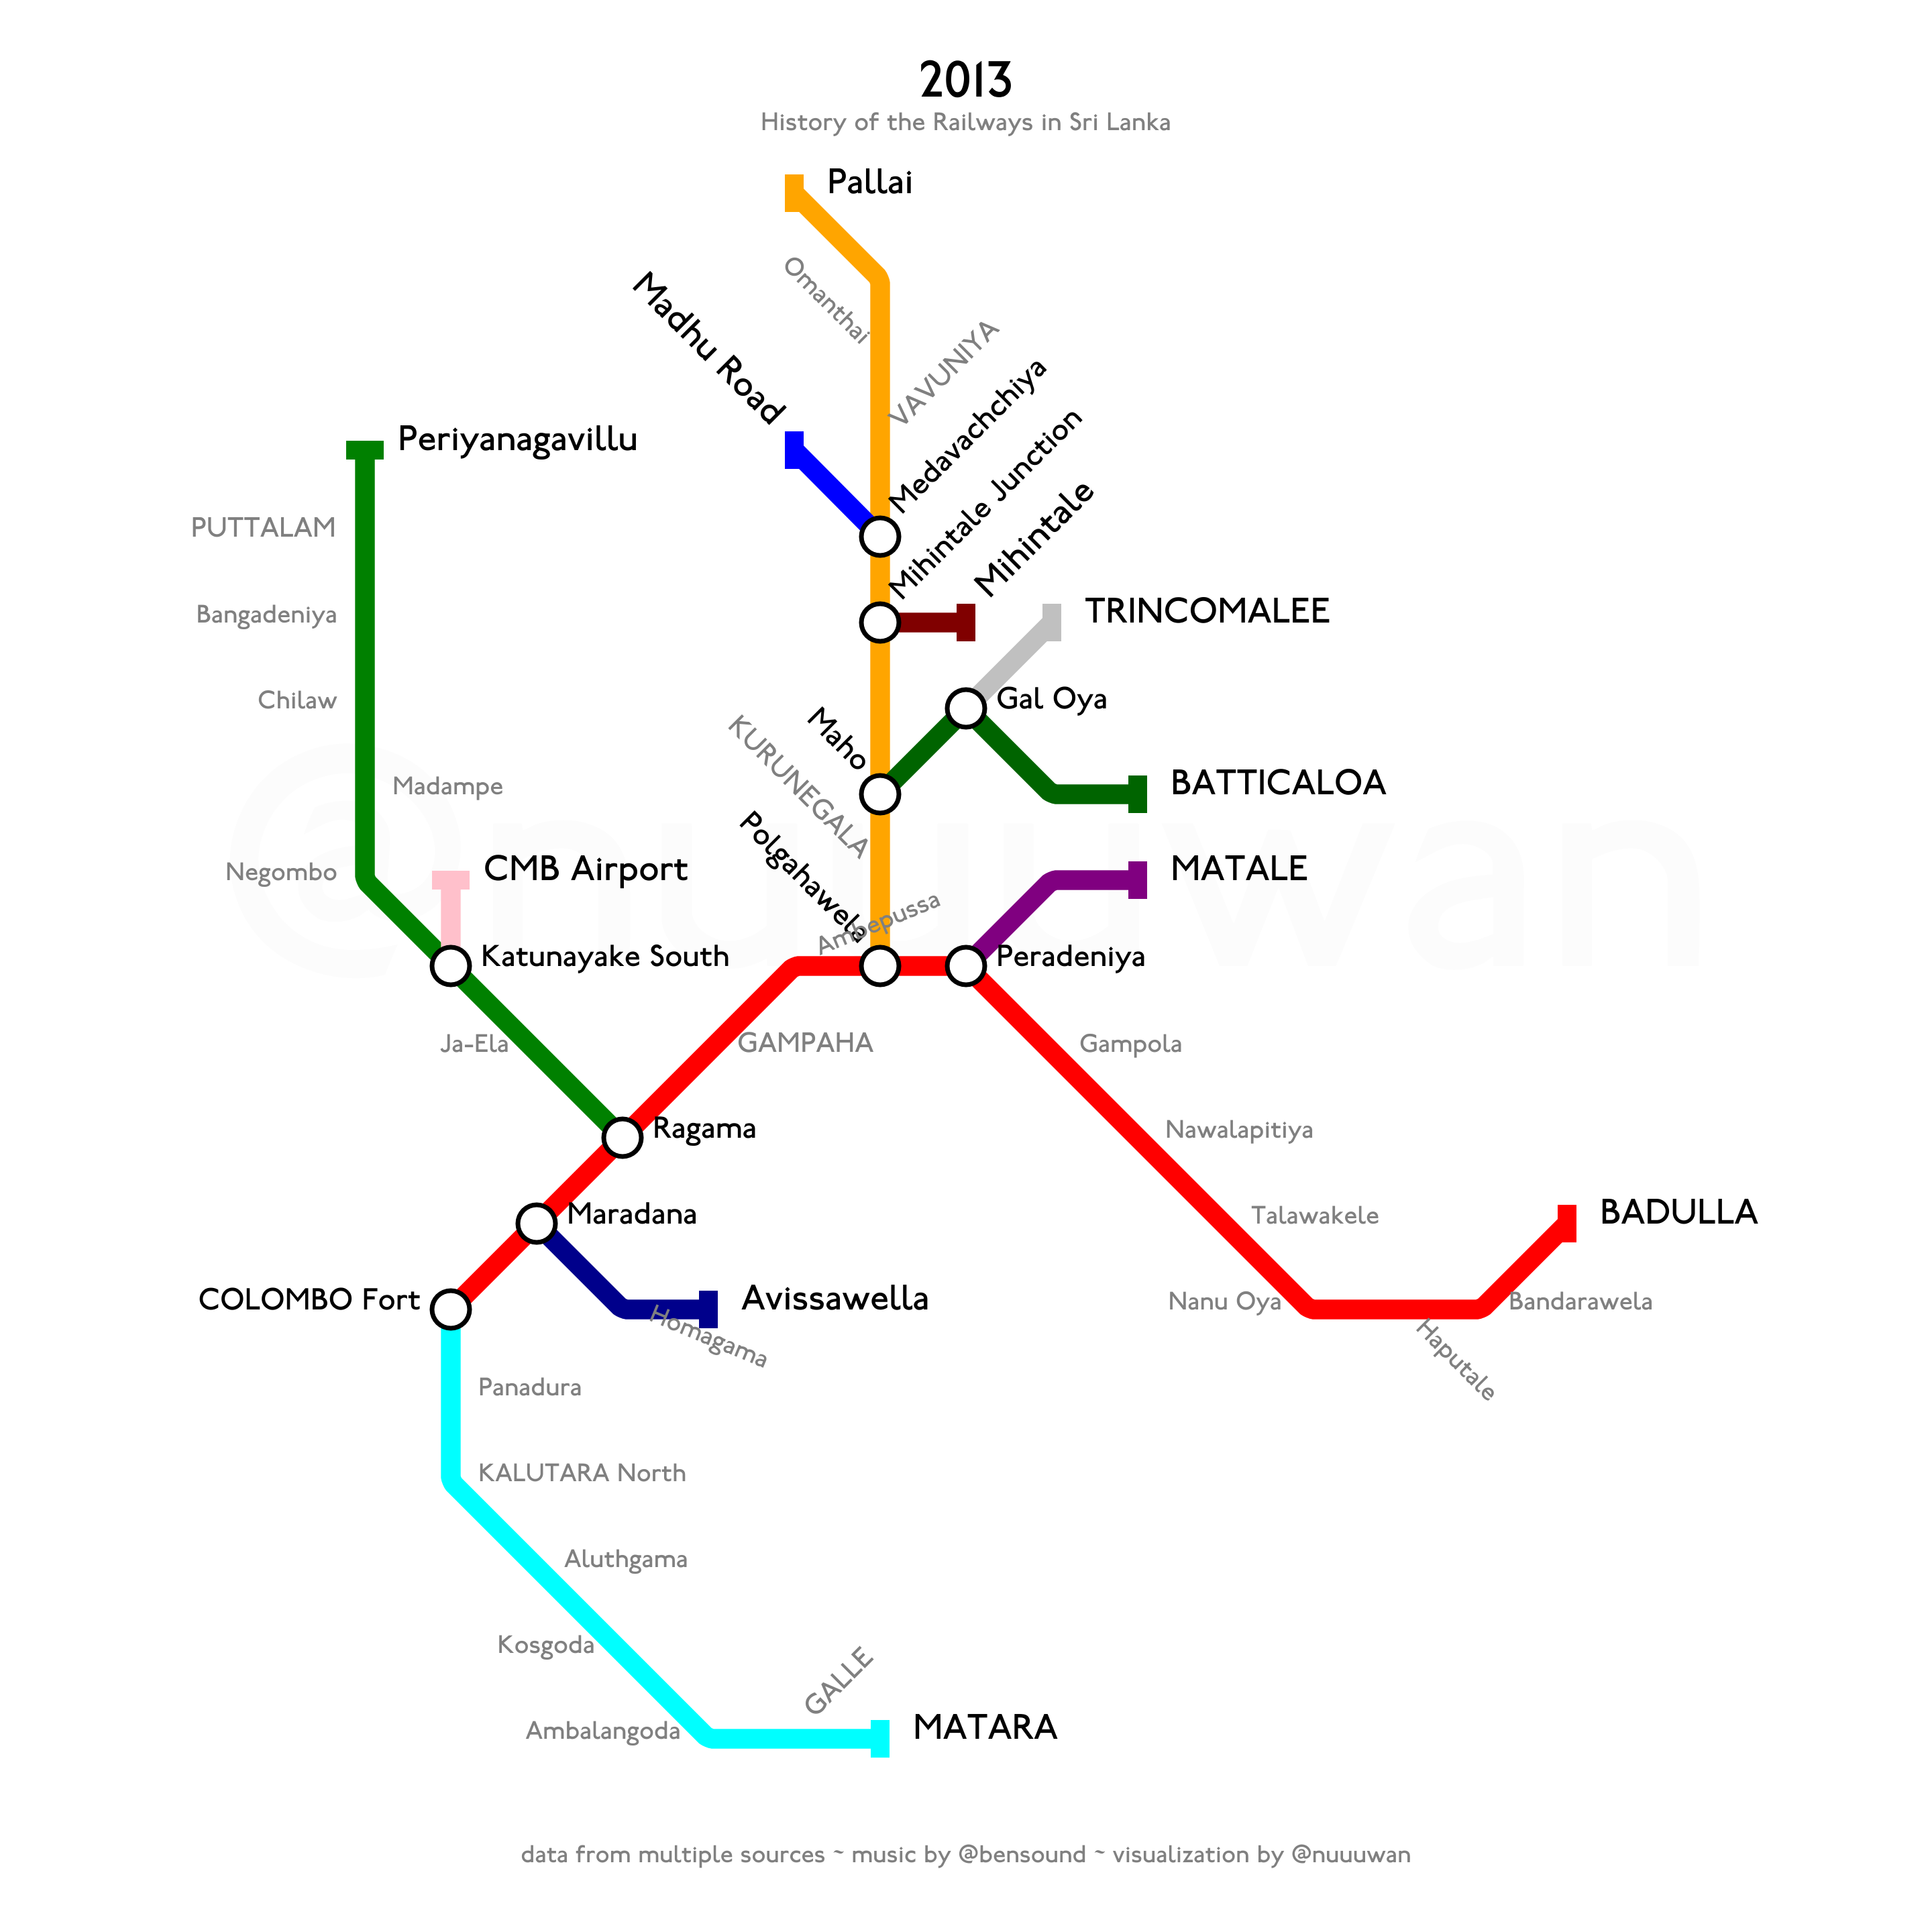 2013
History of the Railways in Sri Lanka
Pallai
Omanthai
Madhu Road
VAVUNIYA
Medavachchiya
Periyanagavillu
Mihintale Junction
Mihintale
PUTTALAM
TRINCOMALEE
Bangadeniya
Chilaw
Gal Oya
Maho
KURUNEGALA
Madampe
BATTICALOA
Polgahawela
Negombo
CMB Airport
MATALE
Ambepussa
@nuuuwan
Katunayake South
Peradeniya
Ja-Ela
GAMPAHA
Gampola
Ragama
Nawalapitiya
Maradana
Talawakele
BADULLA
COLOMBO Fort
Avissawella
Homagama
Nanu Oya
Bandarawela
Haputale
Panadura
KALUTARA North
Aluthgama
Kosgoda
GALLE
Ambalangoda
MATARA
data from multiple sources ~ music by @bensound ~ visualization by @nuuuwan